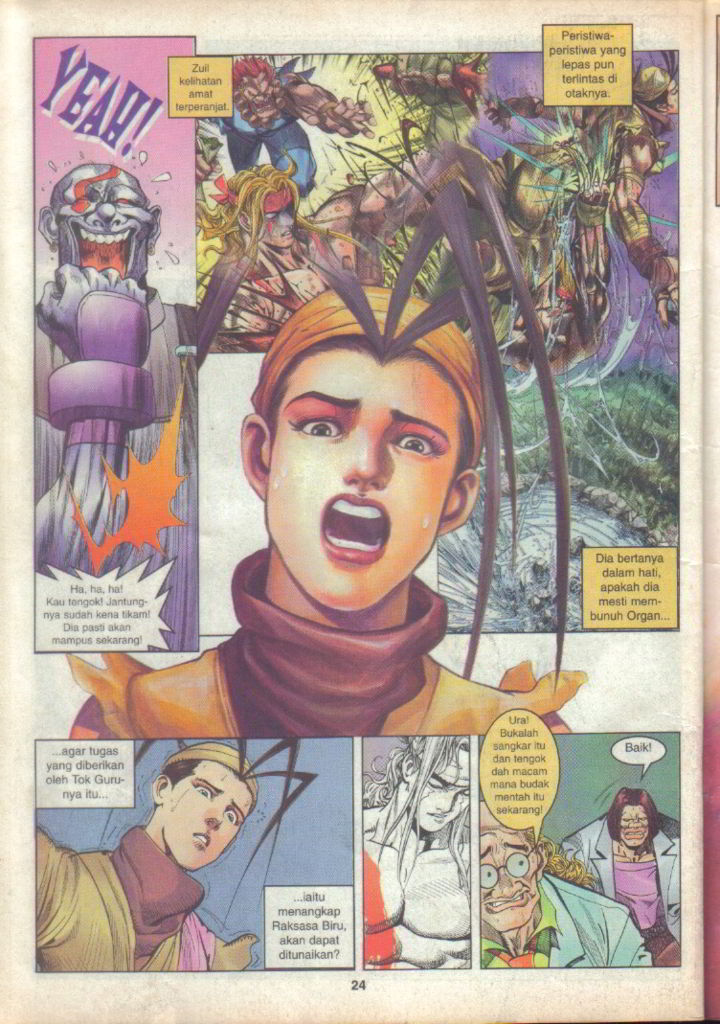 YEAH!
Zuil
kelihatan
amat
terperanjat.
Peristiwa-
peristiwa yang
lepas pun
terlintas di
otaknya.
Ha, ha, ha!
Kau tengok! Jantung-
nya sudah kena tikam!
Dia pasti akan
mampus sekarang!
Dia bertanya
dalam hati,
apakah dia
mesti mem-
bunuh Organ...
...agar tugas
yang diberikan
oleh Tok Guru-
nya itu...
...iaitu
menangkap
Raksasa Biru,
akan dapat
ditunaikan?
Ura!
Bukalah
sangkar itu
dan tengok
dah macam
mana budak
mentah itu
sekarang!
Baik!
24